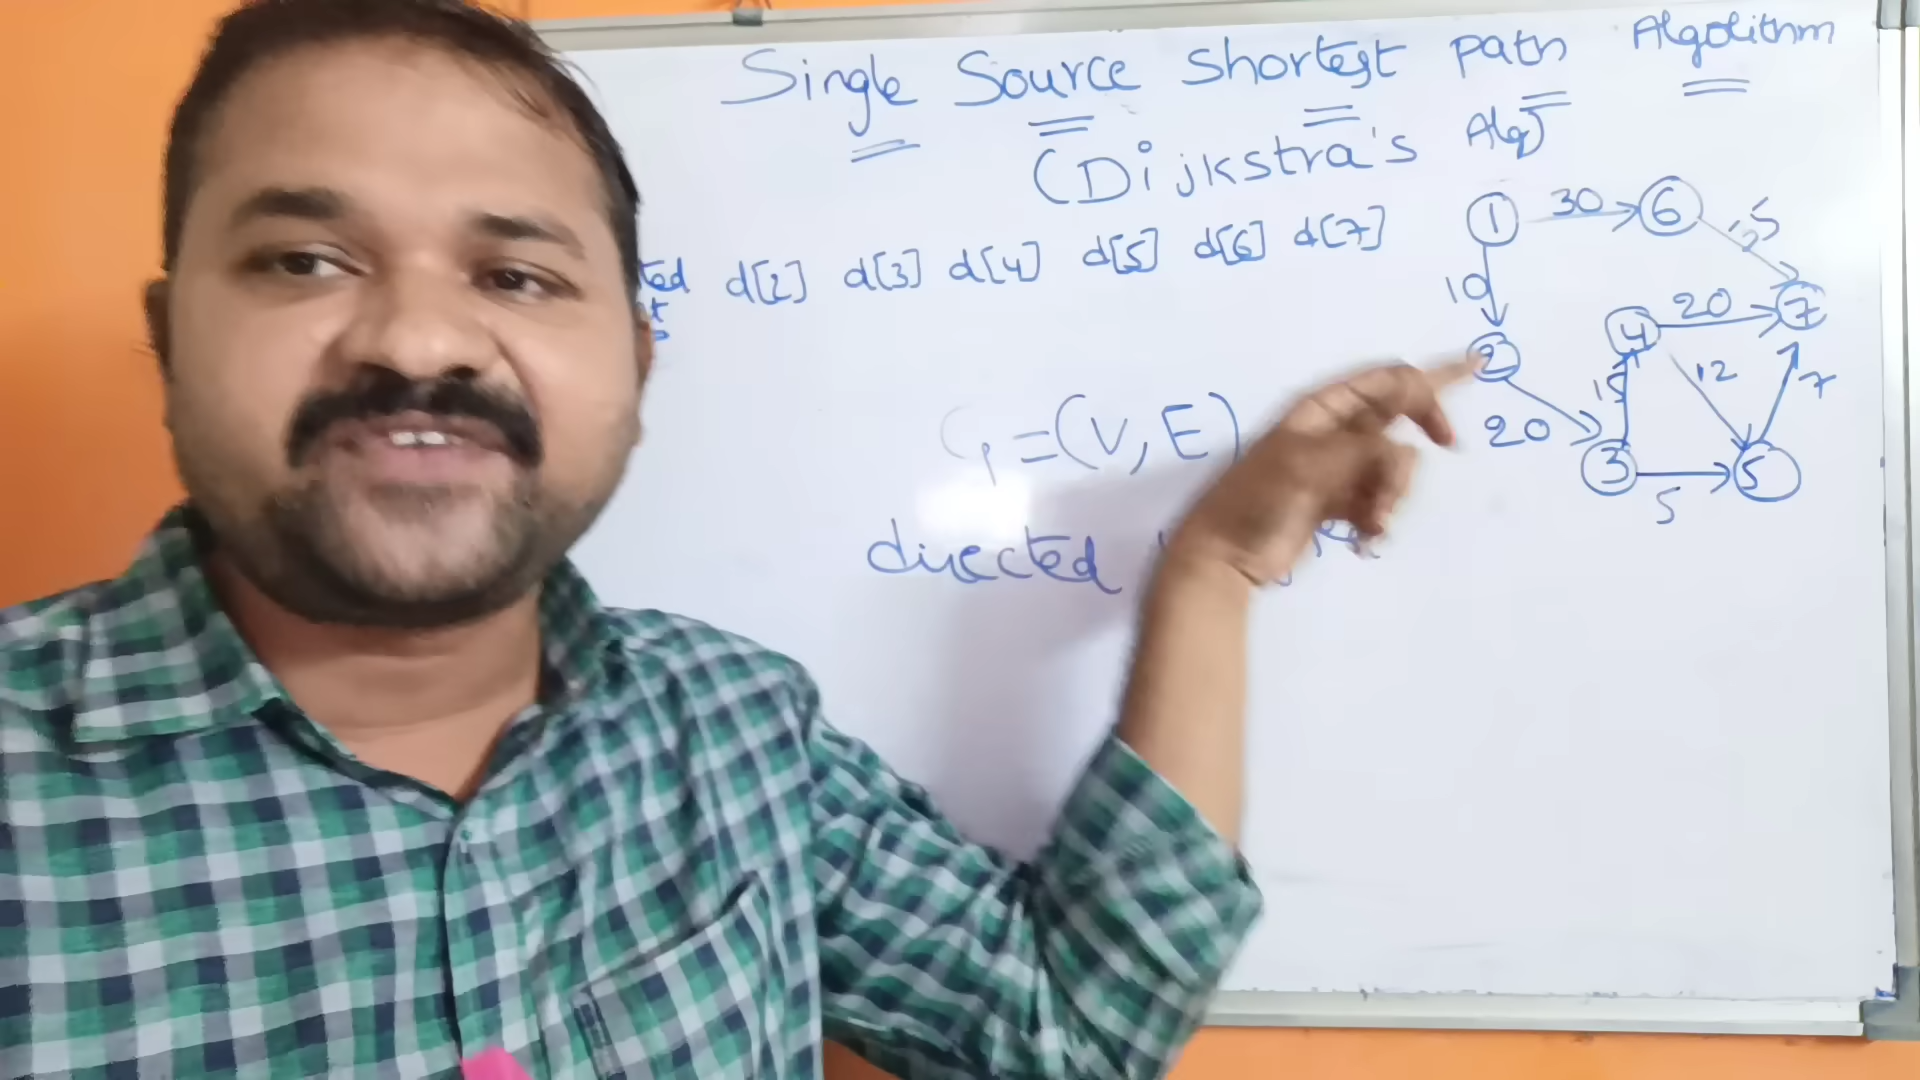 Single Source Shortest Path Algorithm
(Dijkstra's Alg)
d[2] d[3] d[4] d[5] d[6] d[7]
1 30 6
10
4 20 7
2 15 12 7
20
3 5 5
G=(V,E)
directed